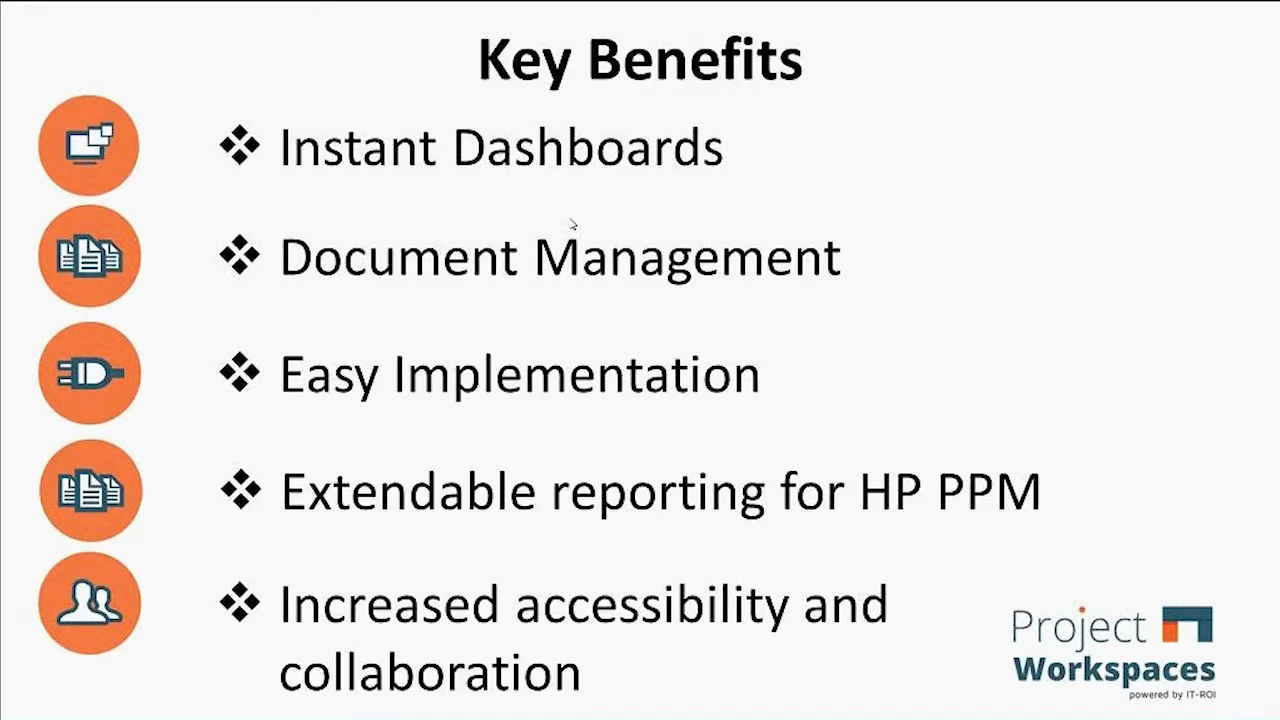 Key Benefits
❖ Instant Dashboards
❖ Document Management
❖ Easy Implementation
❖ Extendable reporting for HP PPM
❖ Increased accessibility and
collaboration
Project
Workspaces
powered by IT-ROI